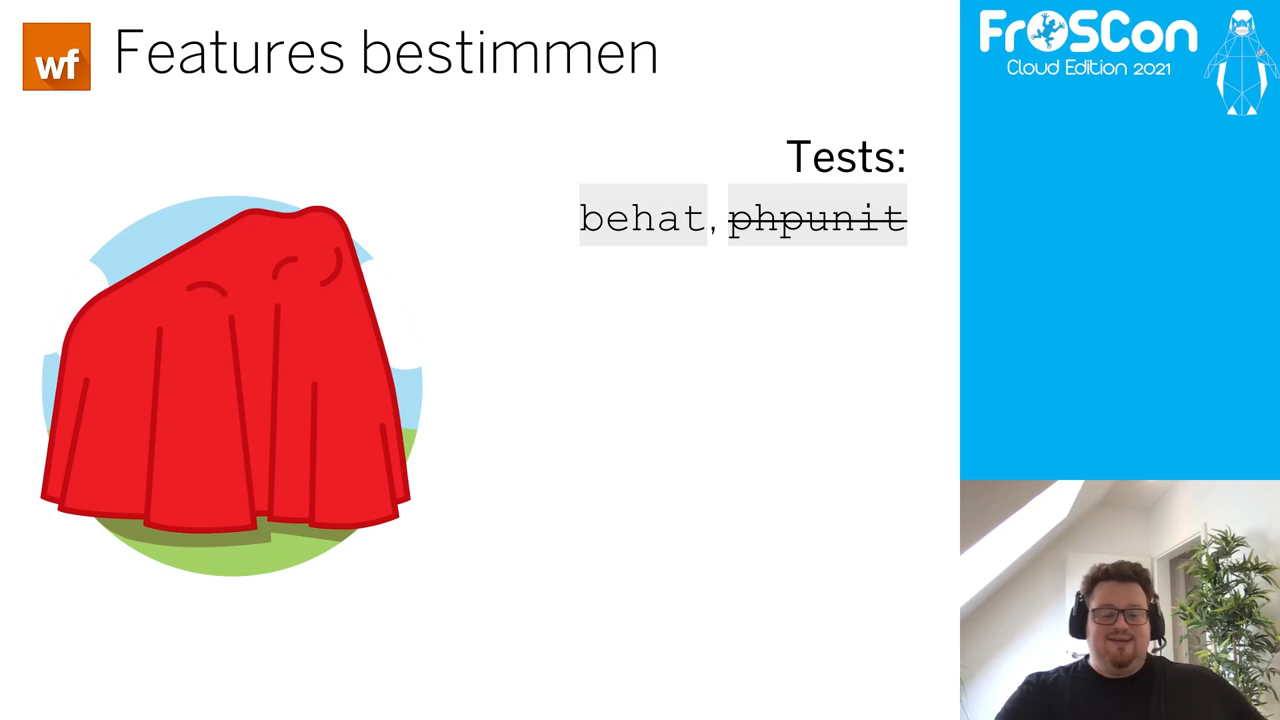 wf
Features bestimmen
Tests:
behat, phpunit
FrOSCon
Cloud Edition 2021